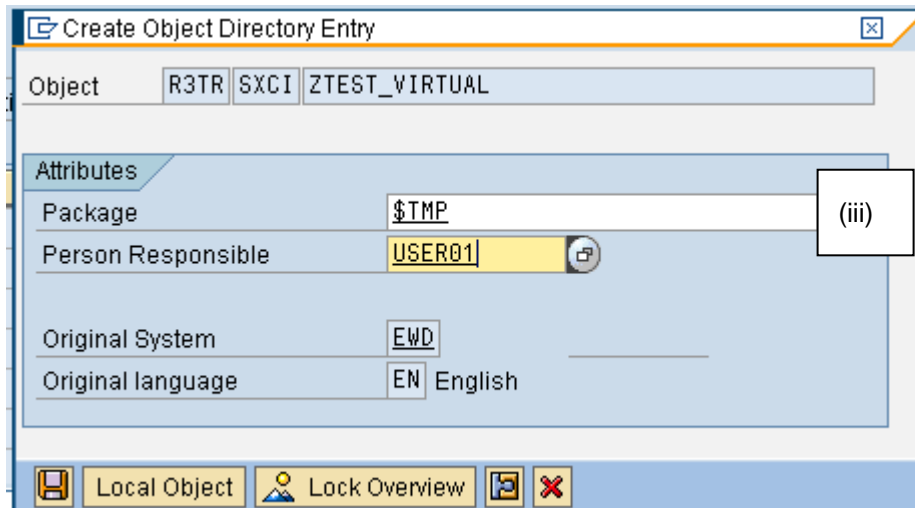 Create Object Directory Entry
Object R3TR SXCI ZTEST_VIRTUAL
Attributes
Package $TMP (iii)
Person Responsible USER01
Original System EWD
Original language EN English
Local Object Lock Overview